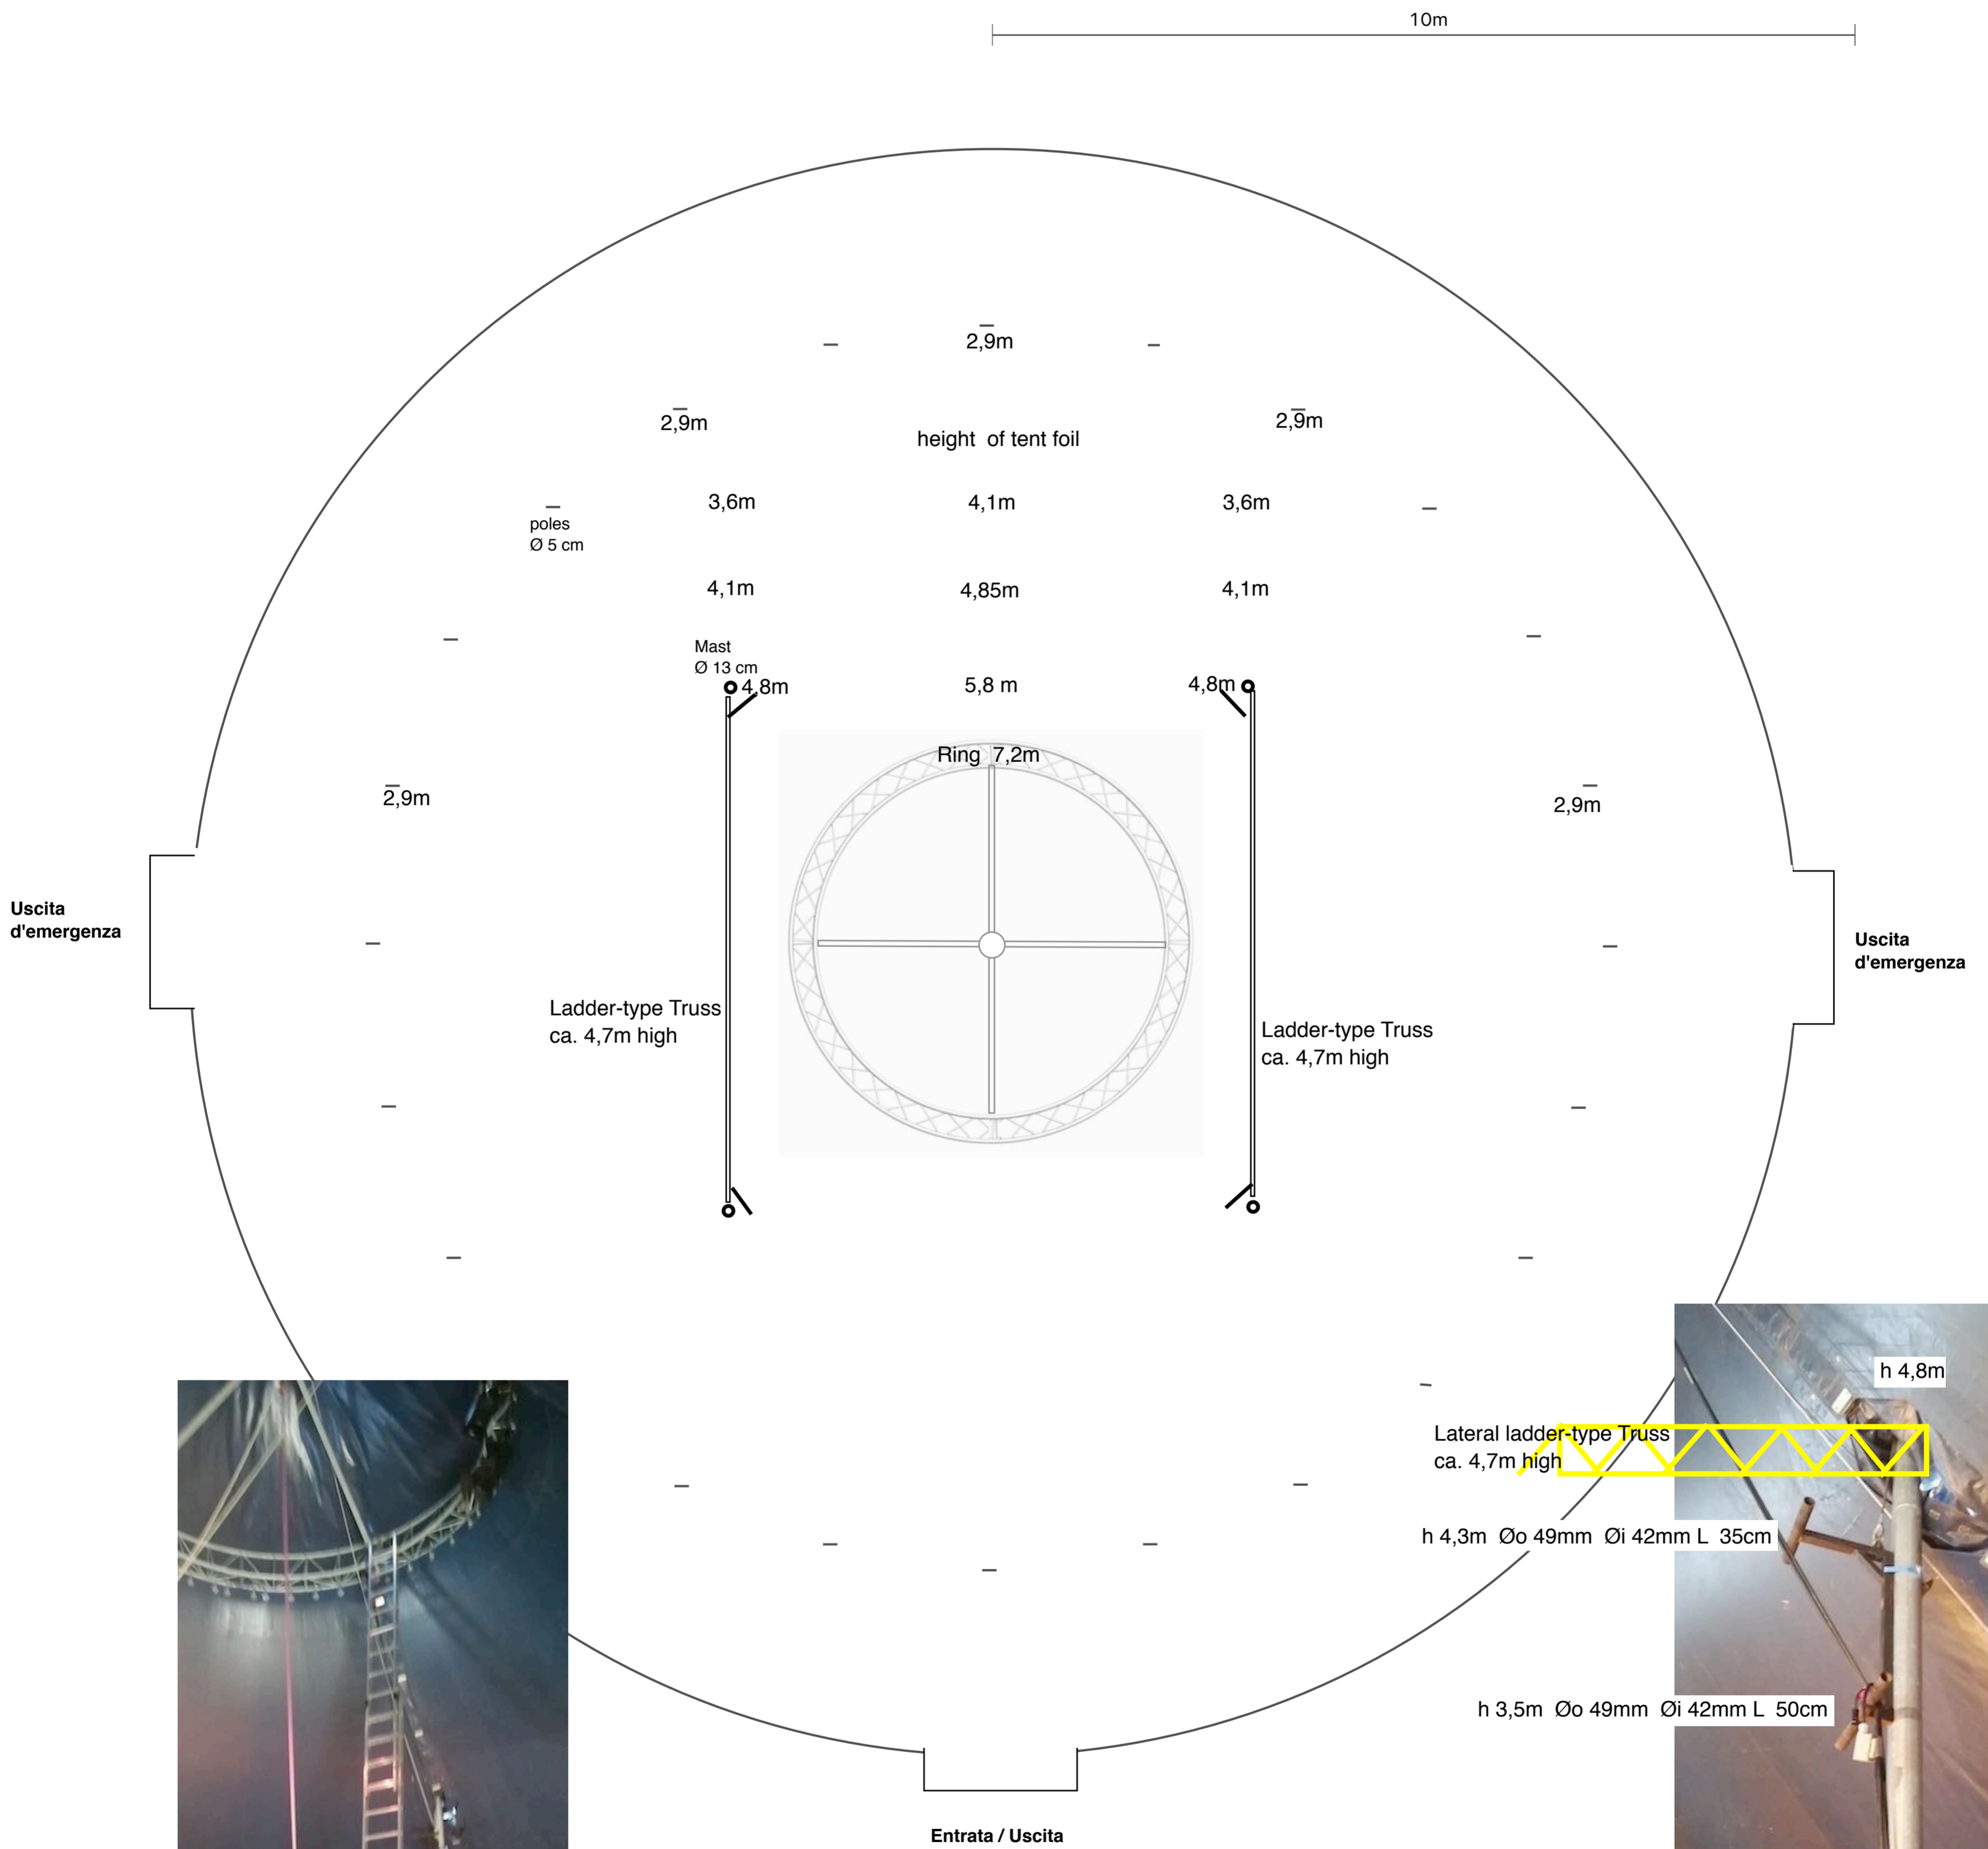 10m
2,9m
2,9m
2,9m
height  of tent foil
3,6m
4,1m
3,6m
poles
Ø 5 cm
4,1m
4,85m
4,1m
Mast
Ø 13 cm
4,8m
5,8 m
4,8m
Ring  7,2m
2,9m
2,9m
Uscita
d'emergenza
Uscita
d'emergenza
Ladder-type Truss
ca. 4,7m high
Ladder-type Truss
ca. 4,7m high
h 4,8m
Lateral ladder-type Truss
ca. 4,7m high
h 4,3m  Øo 49mm  Øi 42mm L  35cm
h 3,5m  Øo 49mm  Øi 42mm L  50cm
Entrata / Uscita